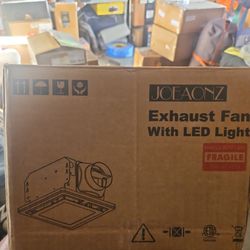 JOEAONZ
Exhaust Fan
With LED Light
FRAGILE